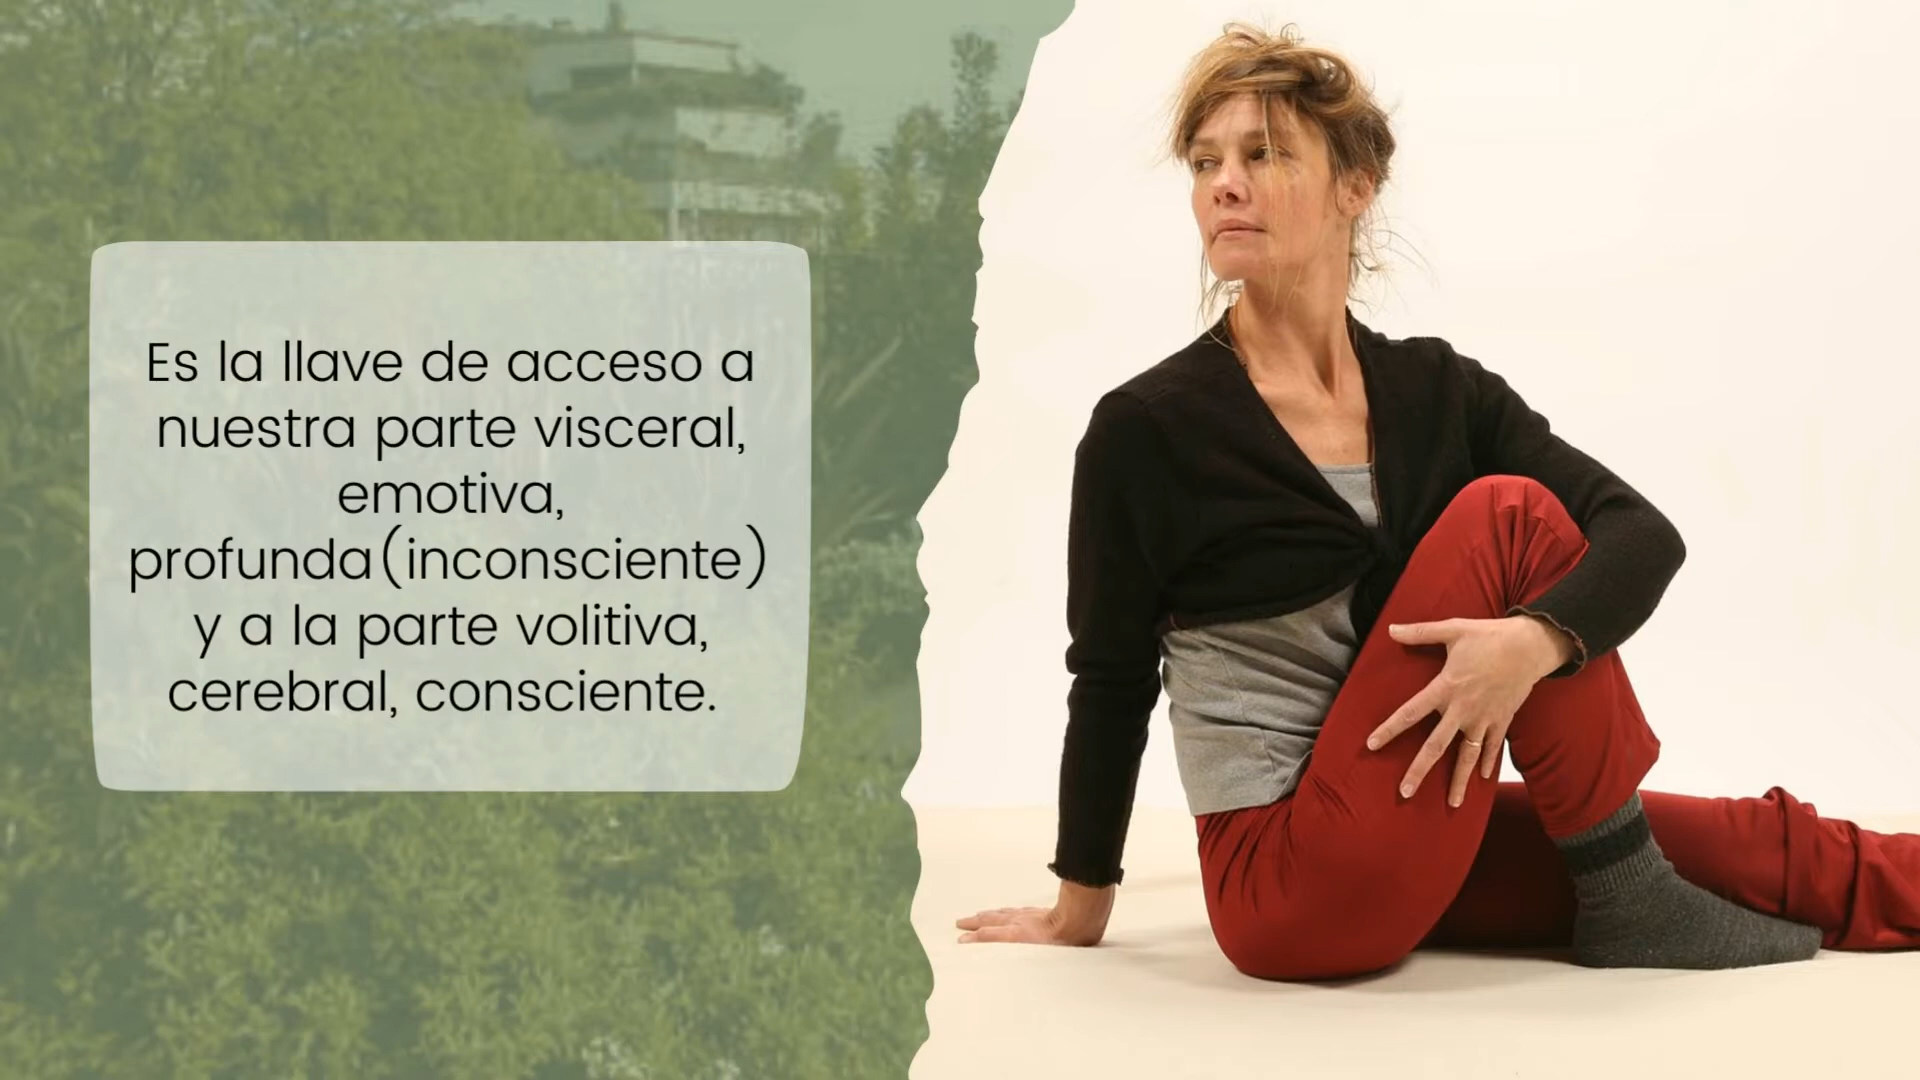 Es la llave de acceso a
nuestra parte visceral,
emotiva,
profunda(inconsciente)
y a la parte volitiva,
cerebral, consciente.